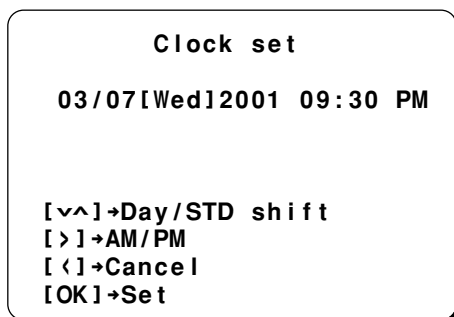 Clock set
03/07[Wed]2001 09:30 PM
[˅˄]→Day/STD shift
[>]→AM/PM
[<]→Cancel
[OK]→Set